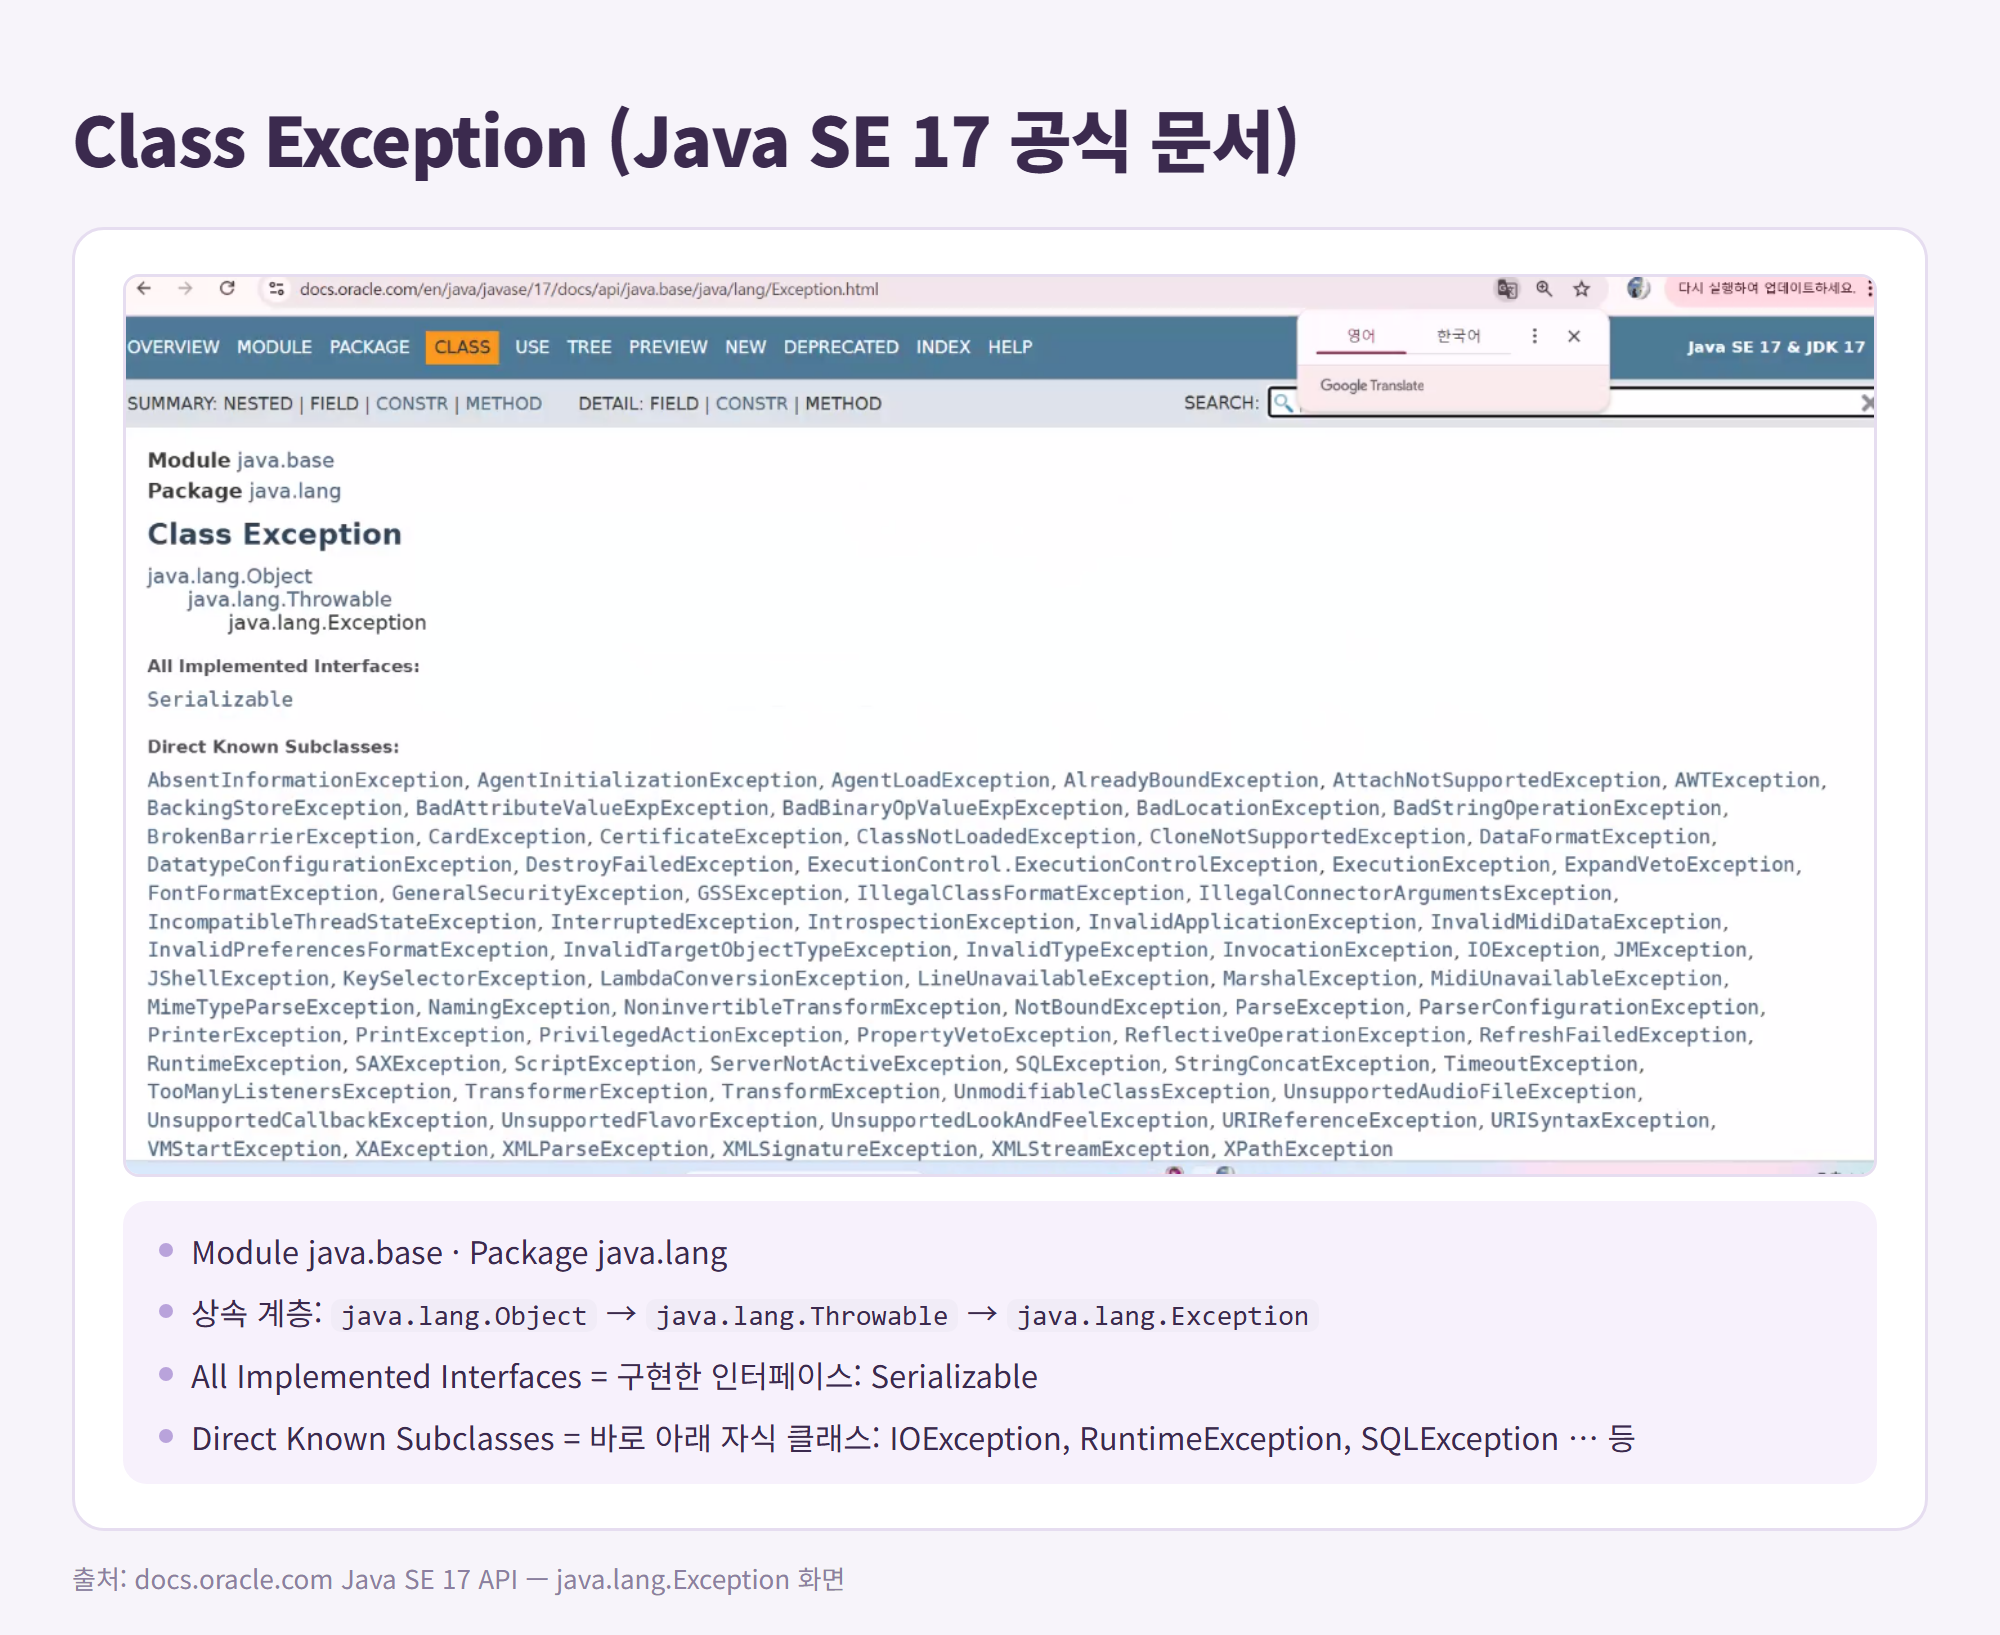 Class Exception (Java SE 17 공식 문서)
docs.oracle.com/en/java/javase/17/docs/api/java.base/java/lang/Exception.html
다시 실행하여 업데이트하세요.
OVERVIEW MODULE PACKAGE CLASS USE TREE PREVIEW NEW DEPRECATED INDEX HELP
영어 한국어
Java SE 17 & JDK 17
Google Translate
SUMMARY: NESTED | FIELD | CONSTR | METHOD DETAIL: FIELD | CONSTR | METHOD
SEARCH:
Module java.base
Package java.lang
Class Exception
java.lang.Object
java.lang.Throwable
java.lang.Exception
All Implemented Interfaces:
Serializable
Direct Known Subclasses:
AbsentInformationException, AgentInitializationException, AgentLoadException, AlreadyBoundException, AttachNotSupportedException, AWTException,
BackingStoreException, BadAttributeValueExpException, BadBinaryOpValueExpException, BadLocationException, BadStringOperationException,
BrokenBarrierException, CardException, CertificateException, ClassNotLoadedException, CloneNotSupportedException, DataFormatException,
DatatypeConfigurationException, DestroyFailedException, ExecutionControl.ExecutionControlException, ExecutionException, ExpandVetoException,
FontFormatException, GeneralSecurityException, GSSException, IllegalClassFormatException, IllegalConnectorArgumentsException,
IncompatibleThreadStateException, InterruptedException, IntrospectionException, InvalidApplicationException, InvalidMidiDataException,
InvalidPreferencesFormatException, InvalidTargetObjectTypeException, InvalidTypeException, InvocationException, IOException, JMException,
JShellException, KeySelectorException, LambdaConversionException, LineUnavailableException, MarshalException, MidiUnavailableException,
MimeTypeParseException, NamingException, NoninvertibleTransformException, NotBoundException, ParseException, ParserConfigurationException,
PrinterException, PrintException, PrivilegedActionException, PropertyVetoException, ReflectiveOperationException, RefreshFailedException,
RuntimeException, SAXException, ScriptException, ServerNotActiveException, SQLException, StringConcatException, TimeoutException,
TooManyListenersException, TransformerException, TransformException, UnmodifiableClassException, UnsupportedAudioFileException,
UnsupportedCallbackException, UnsupportedFlavorException, UnsupportedLookAndFeelException, URIReferenceException, URISyntaxException,
VMStartException, XAException, XMLParseException, XMLSignatureException, XMLStreamException, XPathException
Module java.base · Package java.lang
상속 계층: java.lang.Object → java.lang.Throwable → java.lang.Exception
All Implemented Interfaces = 구현한 인터페이스: Serializable
Direct Known Subclasses = 바로 아래 자식 클래스: IOException, RuntimeException, SQLException … 등
출처: docs.oracle.com Java SE 17 API — java.lang.Exception 화면